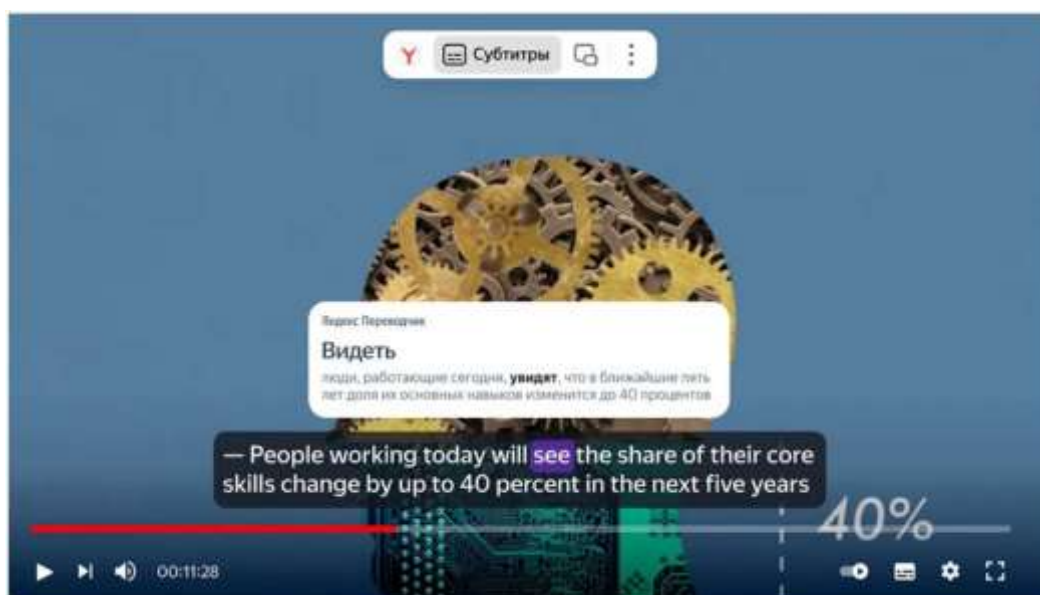 Субтитры
Яндекс Переводчик
Видеть
люди, работающие сегодня, увидят, что в ближайшие пять
лет доля их основных навыков изменится до 40 процентов
— People working today will see the share of their core
skills change by up to 40 percent in the next five years
40%
00:11:28